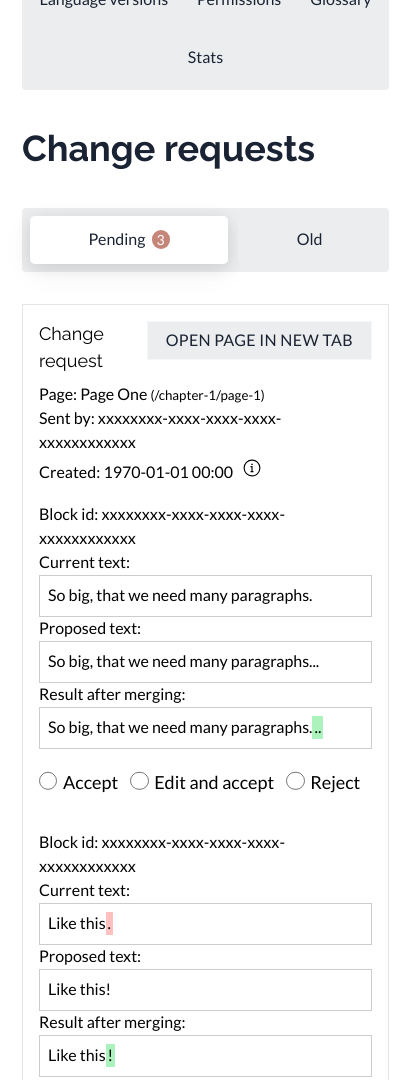 Language versions Permissions Glossary
Stats
Change requests
Pending 3 Old
Change
request
OPEN PAGE IN NEW TAB
Page: Page One (/chapter-1/page-1)
Sent by: xxxxxxxx-xxxx-xxxx-xxxx-
xxxxxxxxxxxx
Created: 1970-01-01 00:00
Block id: xxxxxxxx-xxxx-xxxx-xxxx-
xxxxxxxxxxxx
Current text:
So big, that we need many paragraphs.
Proposed text:
So big, that we need many paragraphs...
Result after merging:
So big, that we need many paragraphs...
Accept Edit and accept Reject
Block id: xxxxxxxx-xxxx-xxxx-xxxx-
xxxxxxxxxxxx
Current text:
Like this.
Proposed text:
Like this!
Result after merging:
Like this!